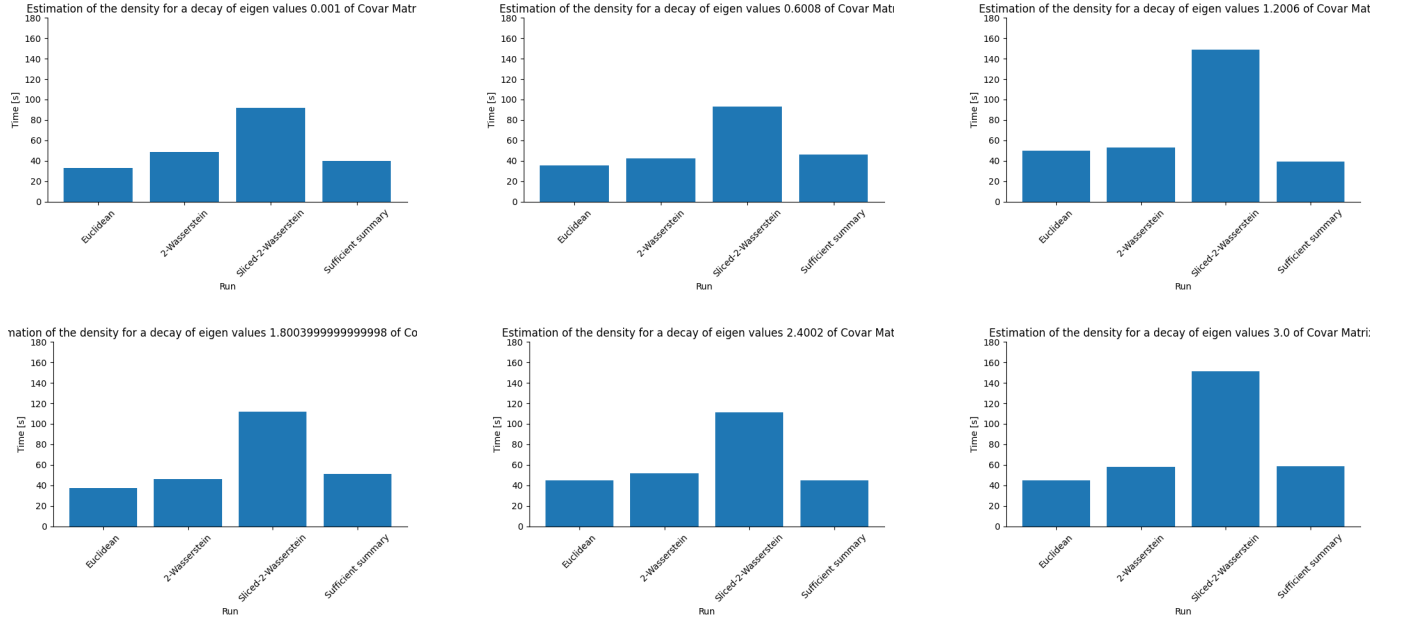 Estimation of the density for a decay of eigen values 0.001 of Covar Matr
180
160
140
120
100
80
60
40
20
0
Time [s]
Euclidean
2-Wasserstein
Sliced-2-Wasserstein
Sufficient summary
Run
Estimation of the density for a decay of eigen values 0.6008 of Covar Matr
180
160
140
120
100
80
60
40
20
0
Time [s]
Euclidean
2-Wasserstein
Sliced-2-Wasserstein
Sufficient summary
Run
Estimation of the density for a decay of eigen values 1.2006 of Covar Mat
180
160
140
120
100
80
60
40
20
0
Time [s]
Euclidean
2-Wasserstein
Sliced-2-Wasserstein
Sufficient summary
Run
mation of the density for a decay of eigen values 1.8003999999999998 of Co
180
160
140
120
100
80
60
40
20
0
Time [s]
Euclidean
2-Wasserstein
Sliced-2-Wasserstein
Sufficient summary
Run
Estimation of the density for a decay of eigen values 2.4002 of Covar Mat
180
160
140
120
100
80
60
40
20
0
Time [s]
Euclidean
2-Wasserstein
Sliced-2-Wasserstein
Sufficient summary
Run
Estimation of the density for a decay of eigen values 3.0 of Covar Matri
180
160
140
120
100
80
60
40
20
0
Time [s]
Euclidean
2-Wasserstein
Sliced-2-Wasserstein
Sufficient summary
Run